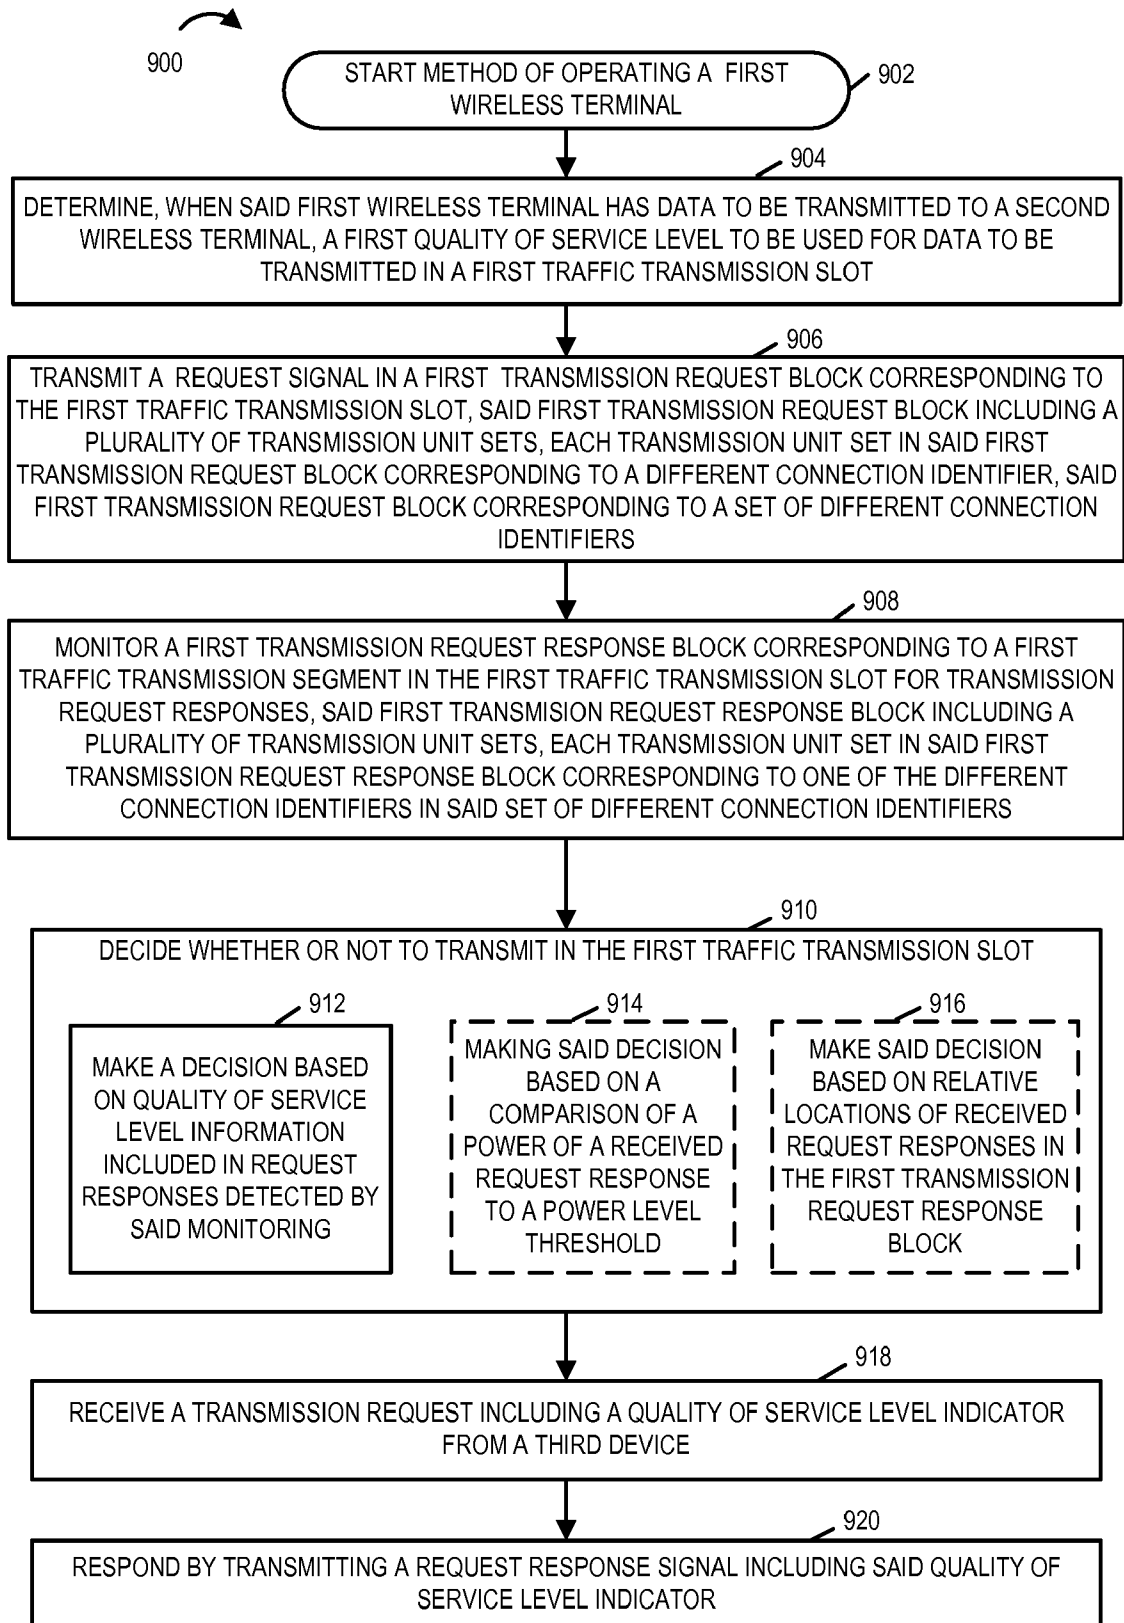 900
START METHOD OF OPERATING A FIRST
WIRELESS TERMINAL
902
904
DETERMINE, WHEN SAID FIRST WIRELESS TERMINAL HAS DATA TO BE TRANSMITTED TO A SECOND
WIRELESS TERMINAL, A FIRST QUALITY OF SERVICE LEVEL TO BE USED FOR DATA TO BE
TRANSMITTED IN A FIRST TRAFFIC TRANSMISSION SLOT
906
TRANSMIT A REQUEST SIGNAL IN A FIRST TRANSMISSION REQUEST BLOCK CORRESPONDING TO
THE FIRST TRAFFIC TRANSMISSION SLOT, SAID FIRST TRANSMISSION REQUEST BLOCK INCLUDING A
PLURALITY OF TRANSMISSION UNIT SETS, EACH TRANSMISSION UNIT SET IN SAID FIRST
TRANSMISSION REQUEST BLOCK CORRESPONDING TO A DIFFERENT CONNECTION IDENTIFIER, SAID
FIRST TRANSMISSION REQUEST BLOCK CORRESPONDING TO A SET OF DIFFERENT CONNECTION
IDENTIFIERS
908
MONITOR A FIRST TRANSMISSION REQUEST RESPONSE BLOCK CORRESPONDING TO A FIRST
TRAFFIC TRANSMISSION SEGMENT IN THE FIRST TRAFFIC TRANSMISSION SLOT FOR TRANSMISSION
REQUEST RESPONSES, SAID FIRST TRANSMISION REQUEST RESPONSE BLOCK INCLUDING A
PLURALITY OF TRANSMISSION UNIT SETS, EACH TRANSMISSION UNIT SET IN SAID FIRST
TRANSMISSION REQUEST RESPONSE BLOCK CORRESPONDING TO ONE OF THE DIFFERENT
CONNECTION IDENTIFIERS IN SAID SET OF DIFFERENT CONNECTION IDENTIFIERS
910
DECIDE WHETHER OR NOT TO TRANSMIT IN THE FIRST TRAFFIC TRANSMISSION SLOT
912
MAKE A DECISION BASED
ON QUALITY OF SERVICE
LEVEL INFORMATION
INCLUDED IN REQUEST
RESPONSES DETECTED BY
SAID MONITORING
914
MAKING SAID DECISION
BASED ON A
COMPARISON OF A
POWER OF A RECEIVED
REQUEST RESPONSE
TO A POWER LEVEL
THRESHOLD
916
MAKE SAID DECISION
BASED ON RELATIVE
LOCATIONS OF RECEIVED
REQUEST RESPONSES IN
THE FIRST TRANSMISSION
REQUEST RESPONSE
BLOCK
918
RECEIVE A TRANSMISSION REQUEST INCLUDING A QUALITY OF SERVICE LEVEL INDICATOR
FROM A THIRD DEVICE
920
RESPOND BY TRANSMITTING A REQUEST RESPONSE SIGNAL INCLUDING SAID QUALITY OF
SERVICE LEVEL INDICATOR